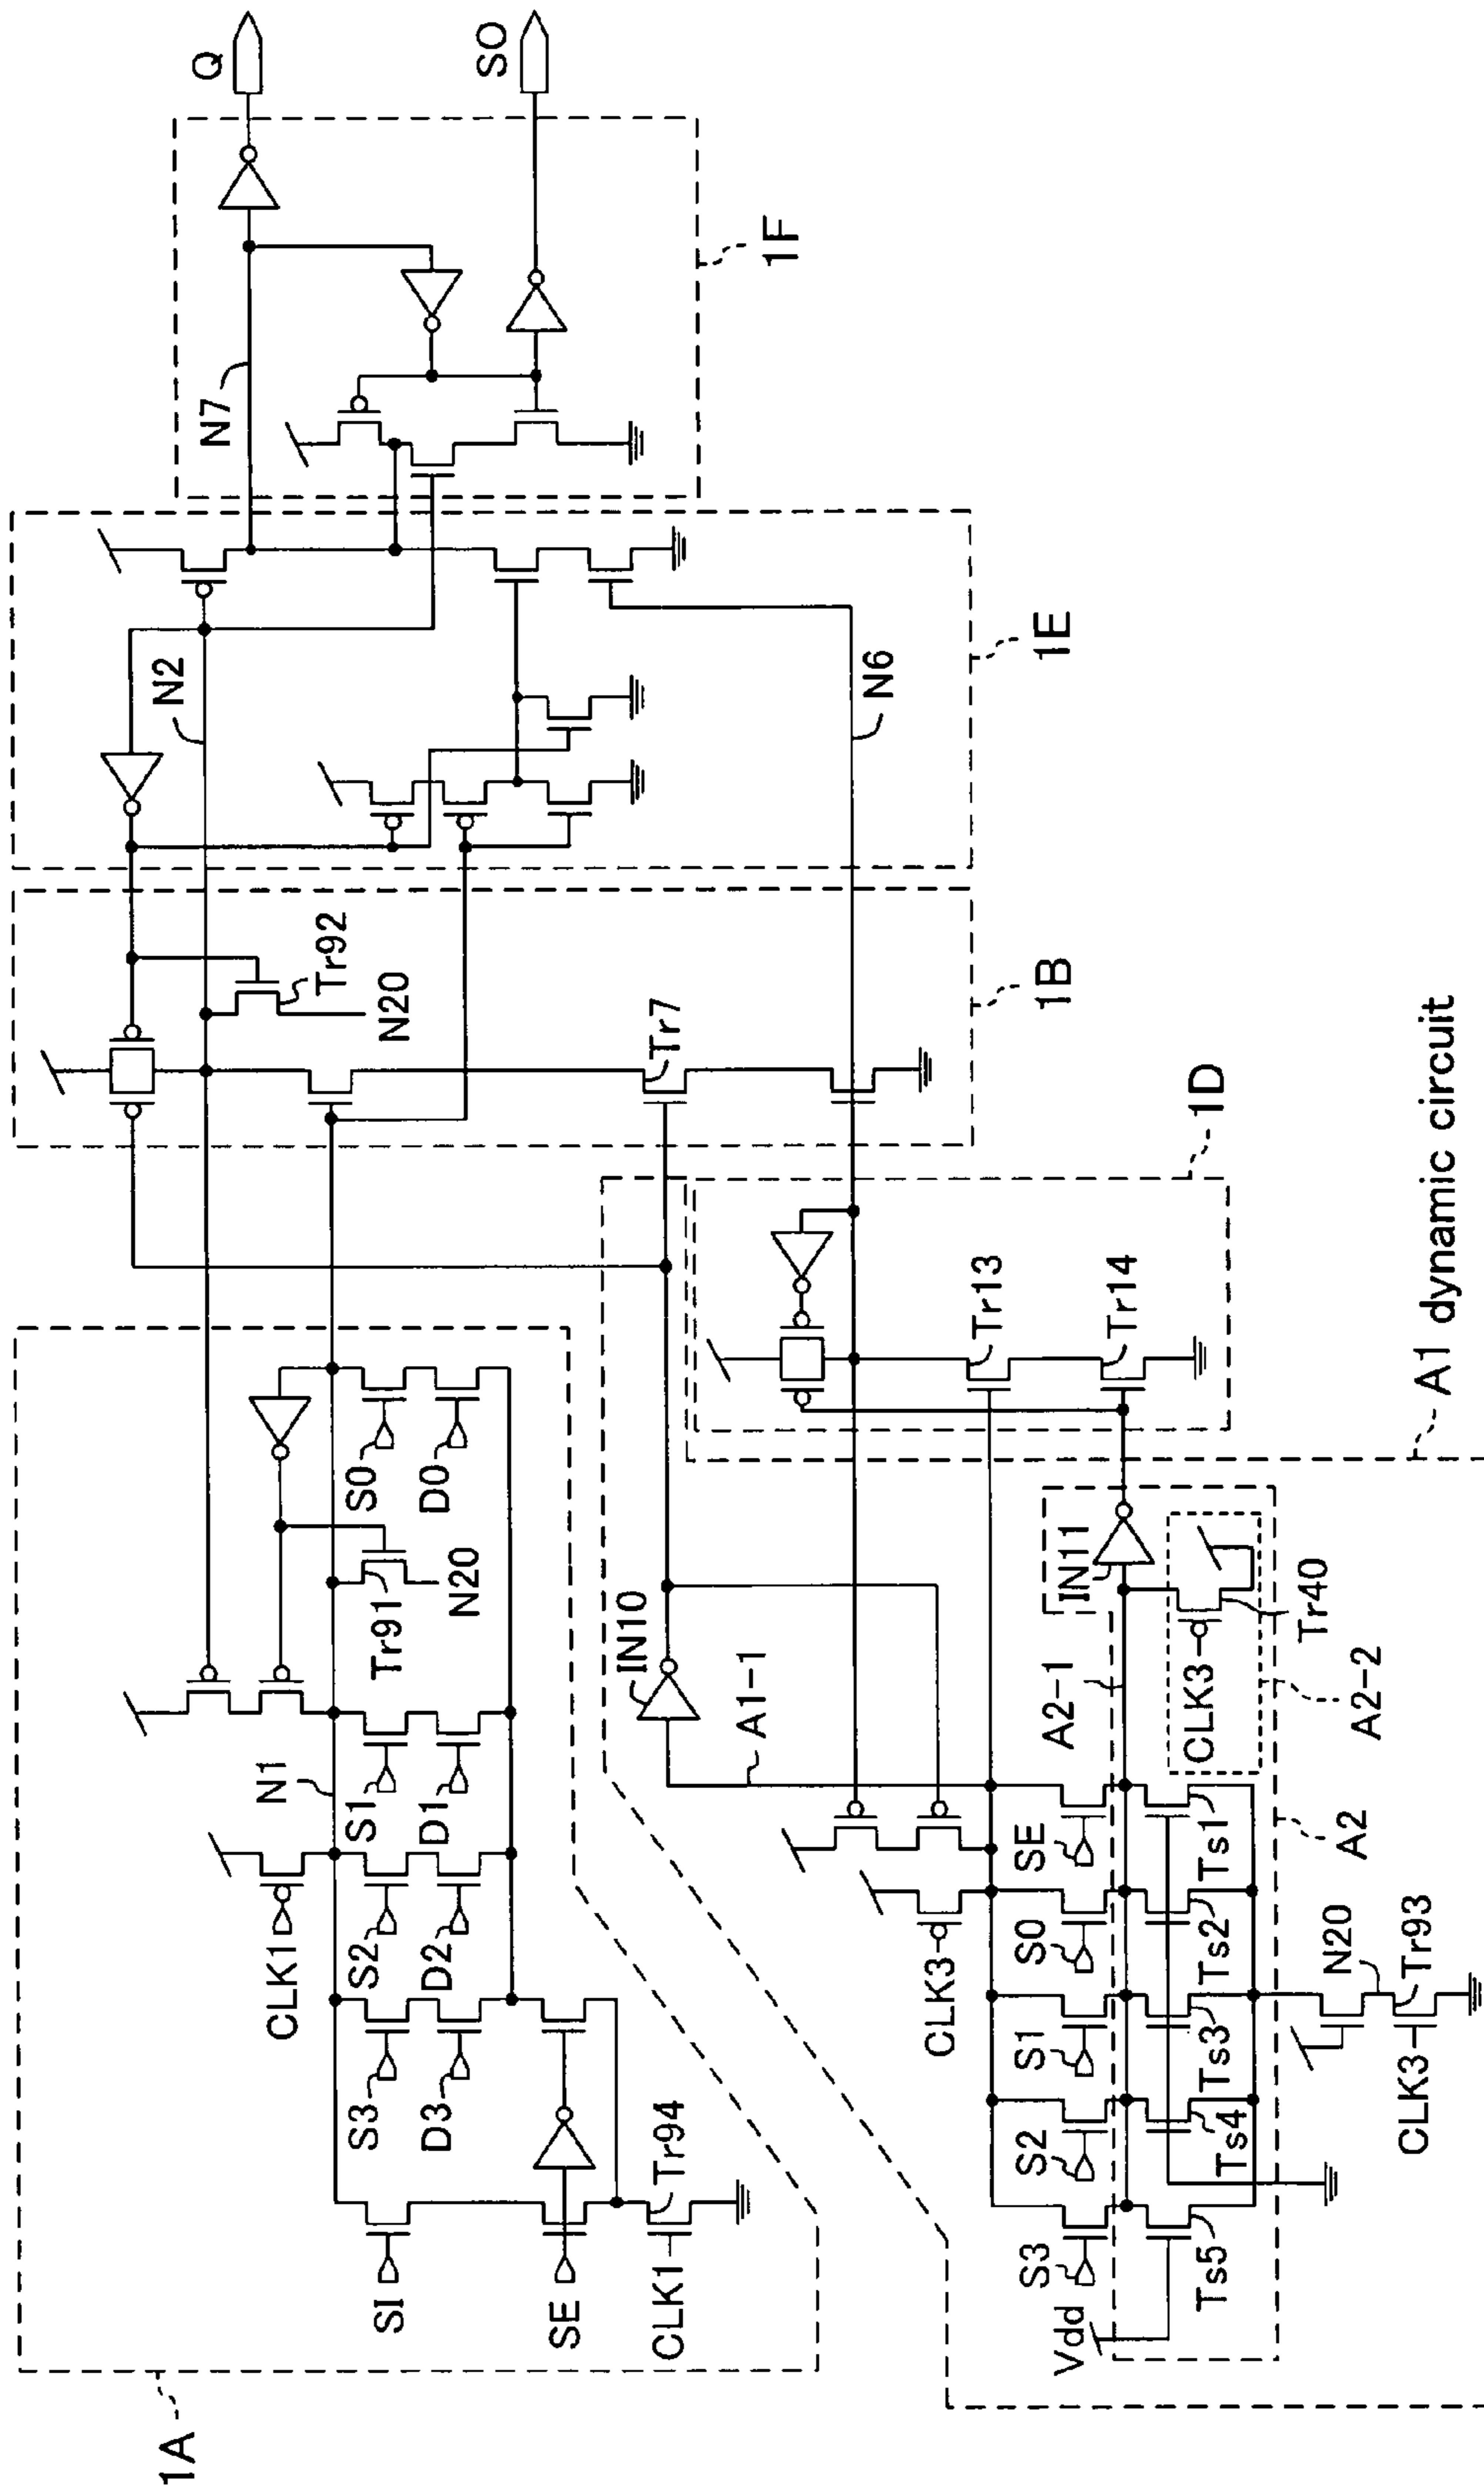 1A
SI
SE
CLK1
Tr94
S3
D3
CLK1
S2
D2
N1
S1
D1
Tr91
N20
S0
D0
N2
Tr92
N20
Tr7
1B
1E
N6
N7
1F
Q
SO
IN10
A1-1
CLK3
S3
S2
S1
S0
SE
Vdd
Ts5
Ts4
Ts3
Ts2
Ts1
A2-1
IN11
CLK3
Tr40
A2-2
A2
N20
Tr93
CLK3
Tr13
Tr14
1D
A1 dynamic circuit